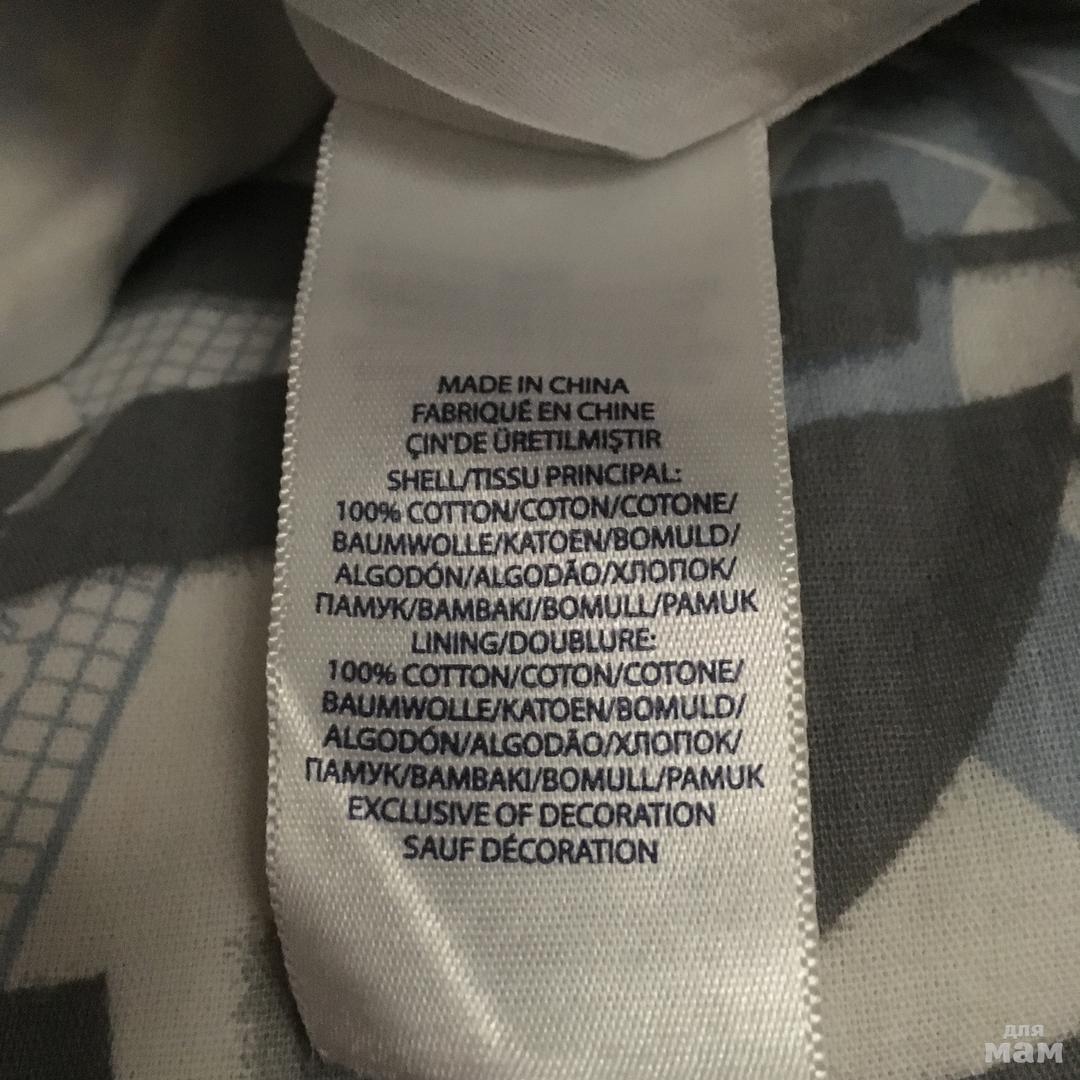 MADE IN CHINA
FABRIQUÉ EN CHINE
ÇIN'DE ÜRETILMIŞTIR
SHELL/TISSU PRINCIPAL:
100% COTTON/COTON/COTONE/
BAUMWOLLE/KATOEN/BOMULD/
ALGODÓN/ALGODÃO/ХЛОПОК/
ПАМУК/BAMBAKI/BOMULL/PAMUK
LINING/DOUBLURE:
100% COTTON/COTON/COTONE/
BAUMWOLLE/KATOEN/BOMULD/
ALGODÓN/ALGODÃO/ХЛОПОК/
ПАМУК/BAMBAKI/BOMULL/PAMUK
EXCLUSIVE OF DECORATION
SAUF DÉCORATION
для
мам